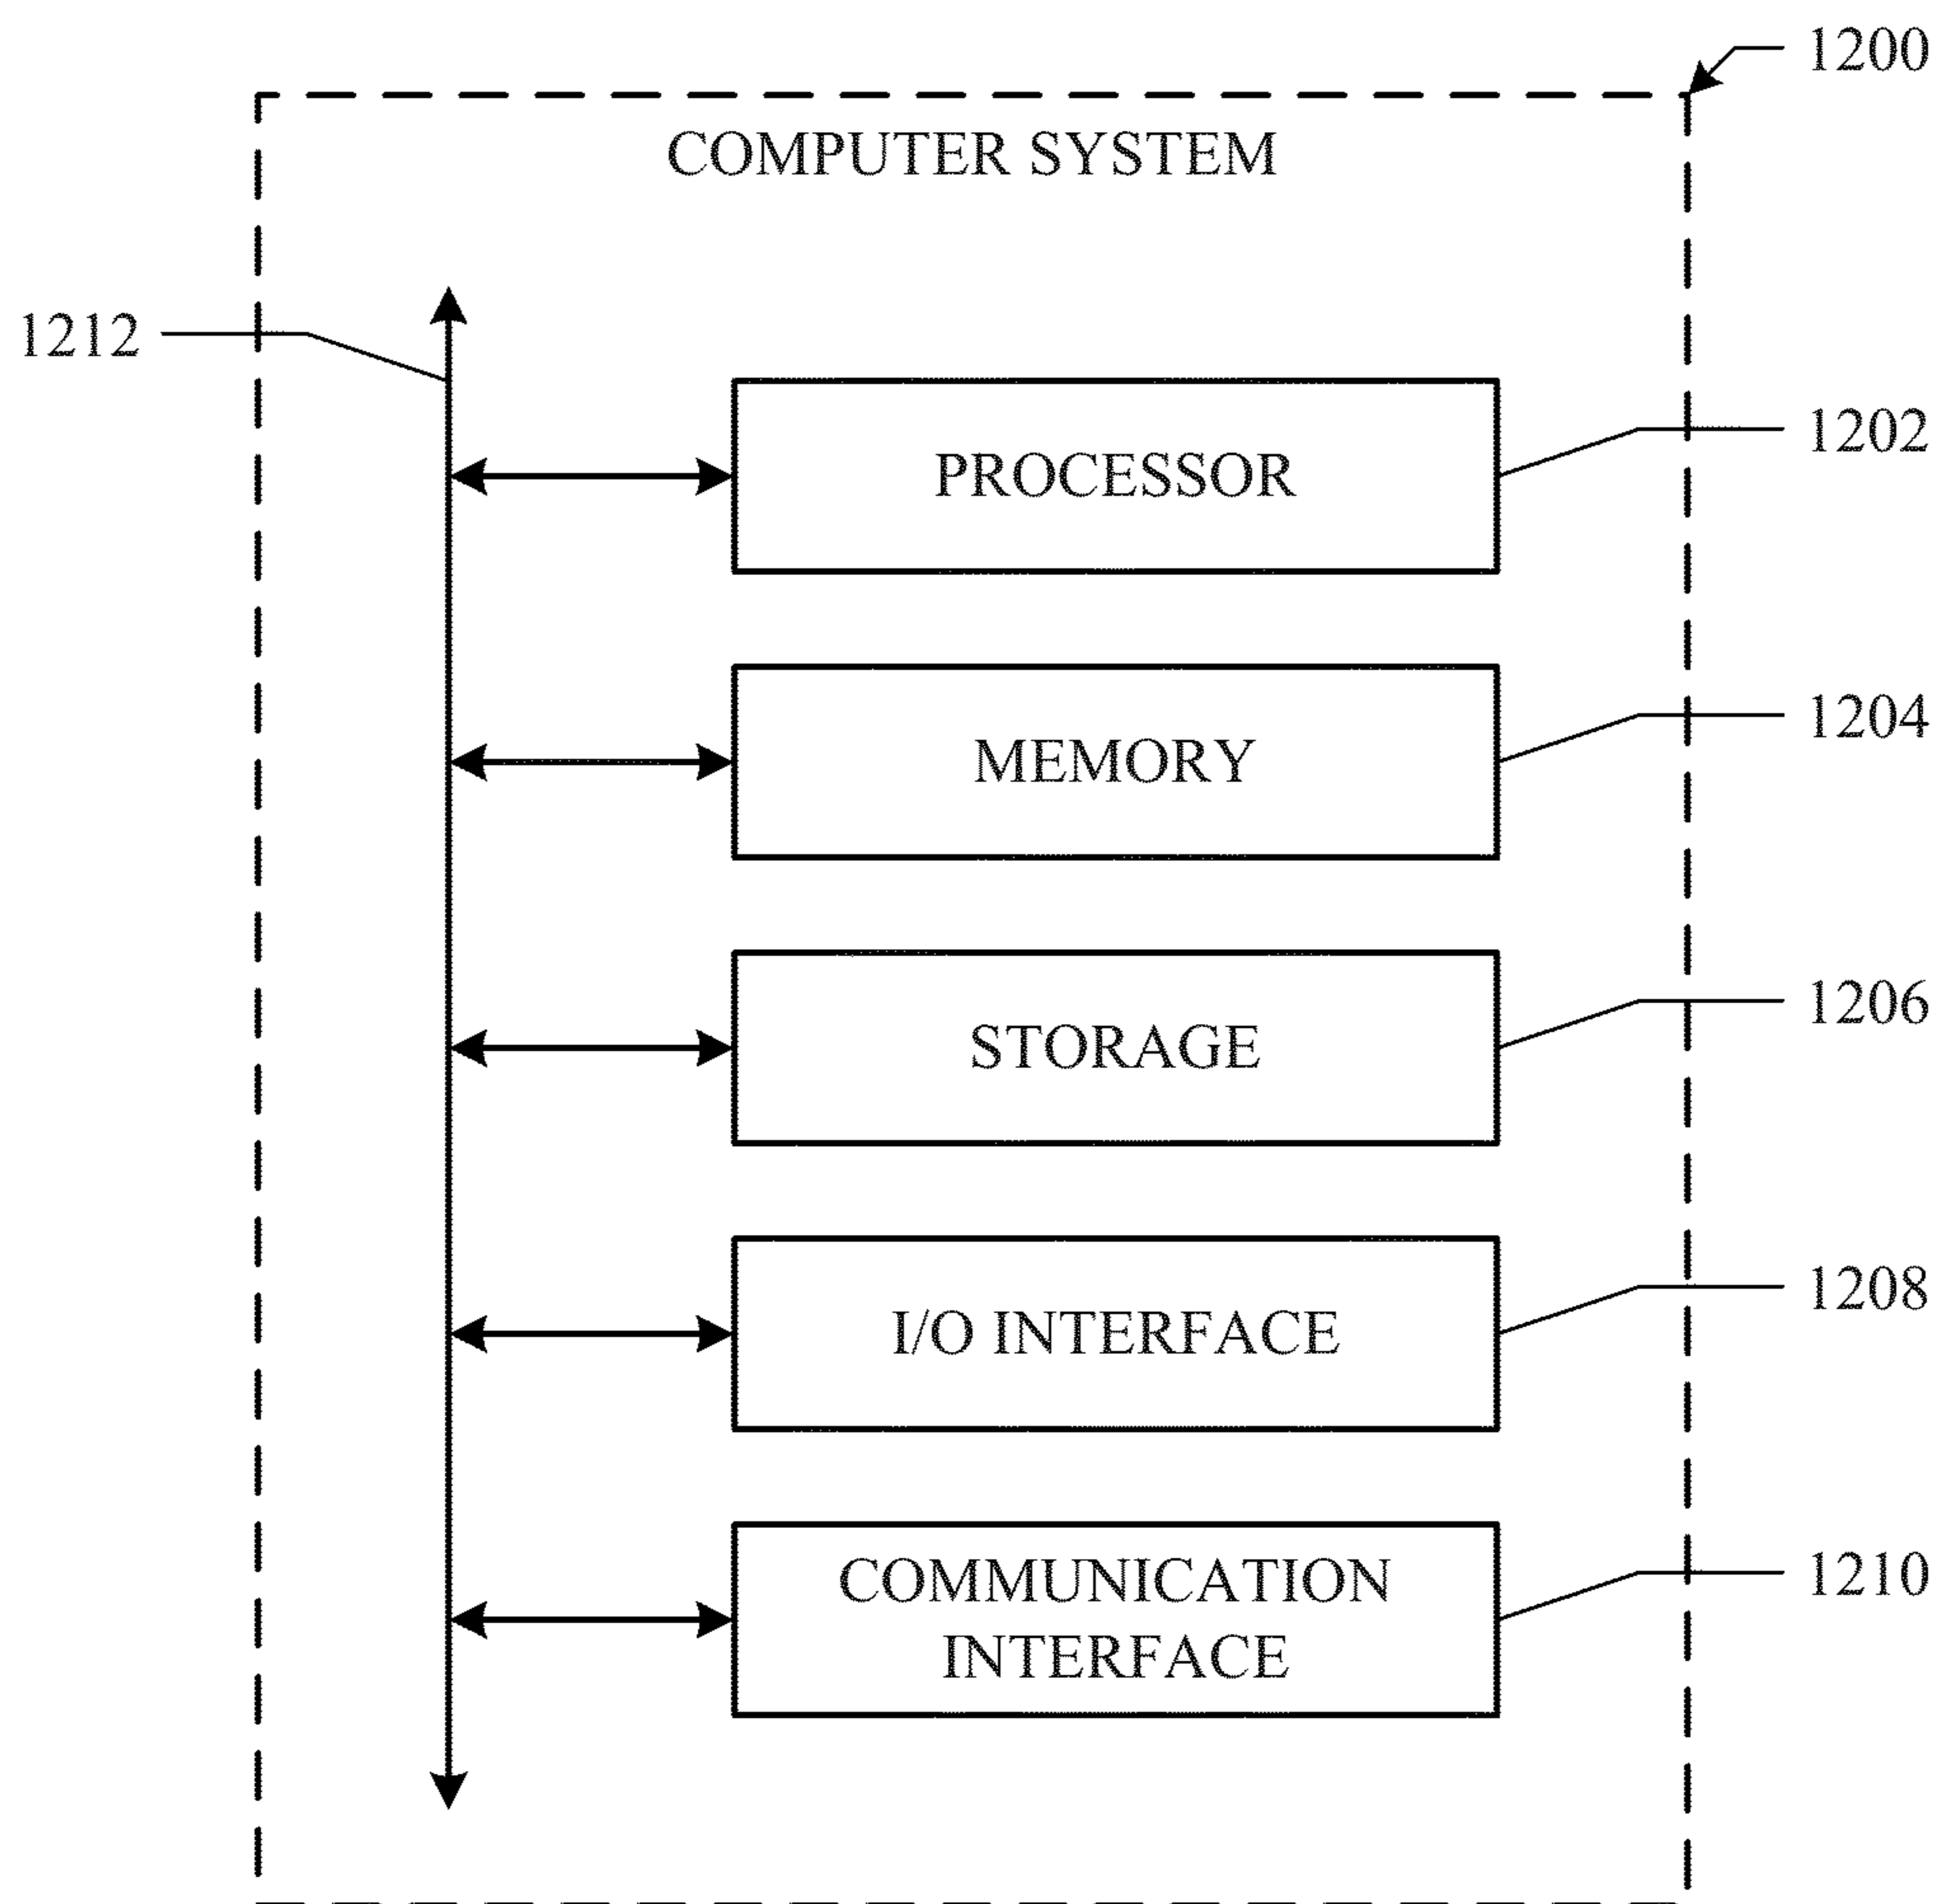 1200
COMPUTER SYSTEM
1212
PROCESSOR
1202
MEMORY
1204
STORAGE
1206
I/O INTERFACE
1208
COMMUNICATION
INTERFACE
1210